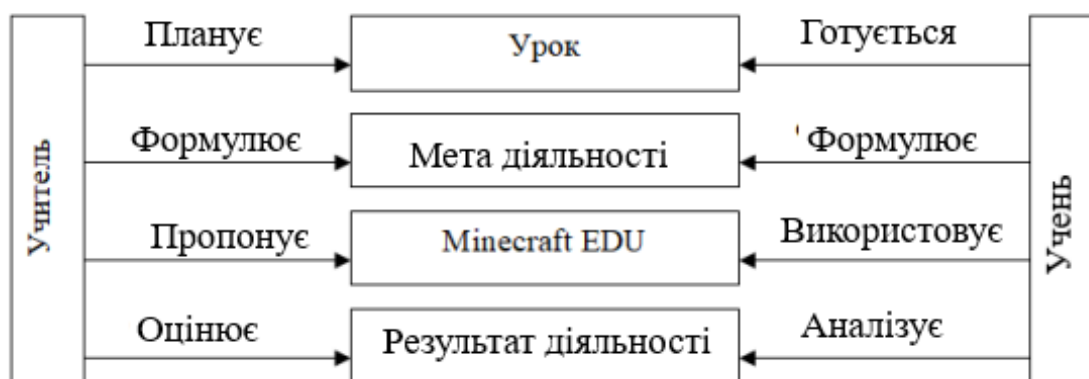 Планує
Урок
Готується
Формулює
Мета діяльності
Формулює
Учитель
Учень
Пропонує
Minecraft EDU
Використовує
Оцінює
Результат діяльності
Аналізує